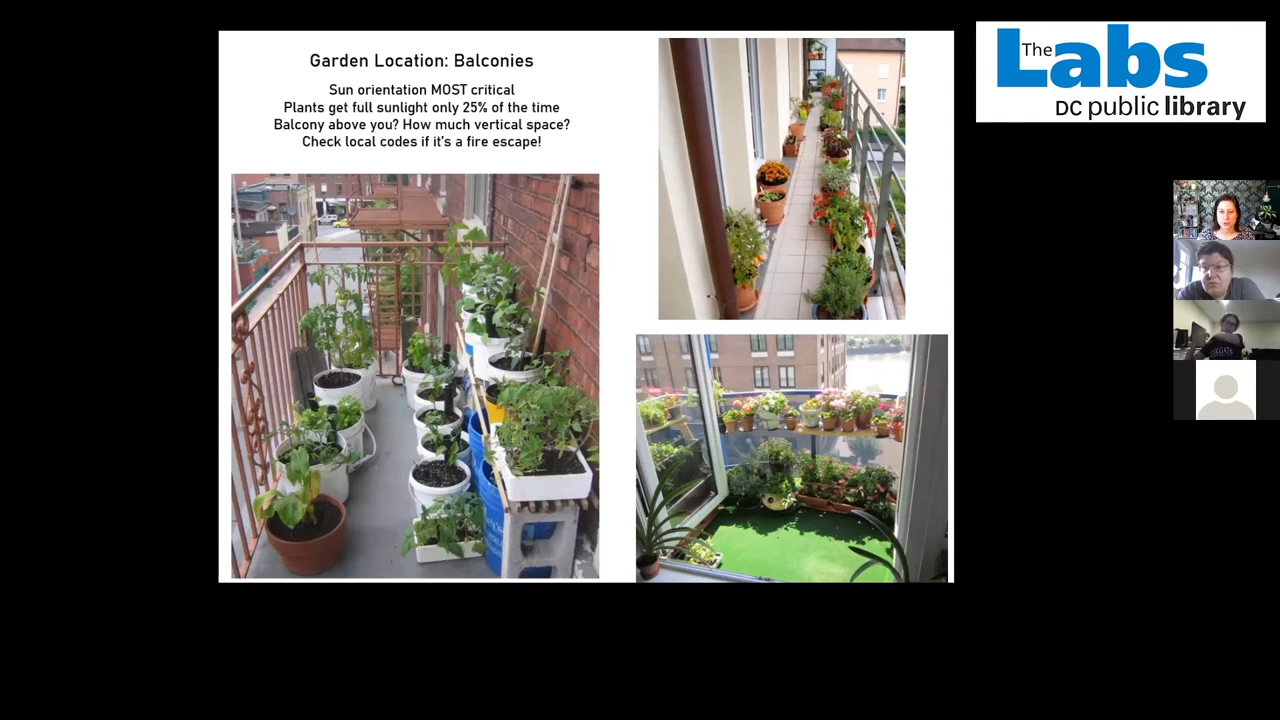 Garden Location: Balconies
Sun orientation MOST critical
Plants get full sunlight only 25% of the time
Balcony above you? How much vertical space?
Check local codes if it's a fire escape!
The Labs
DC public library